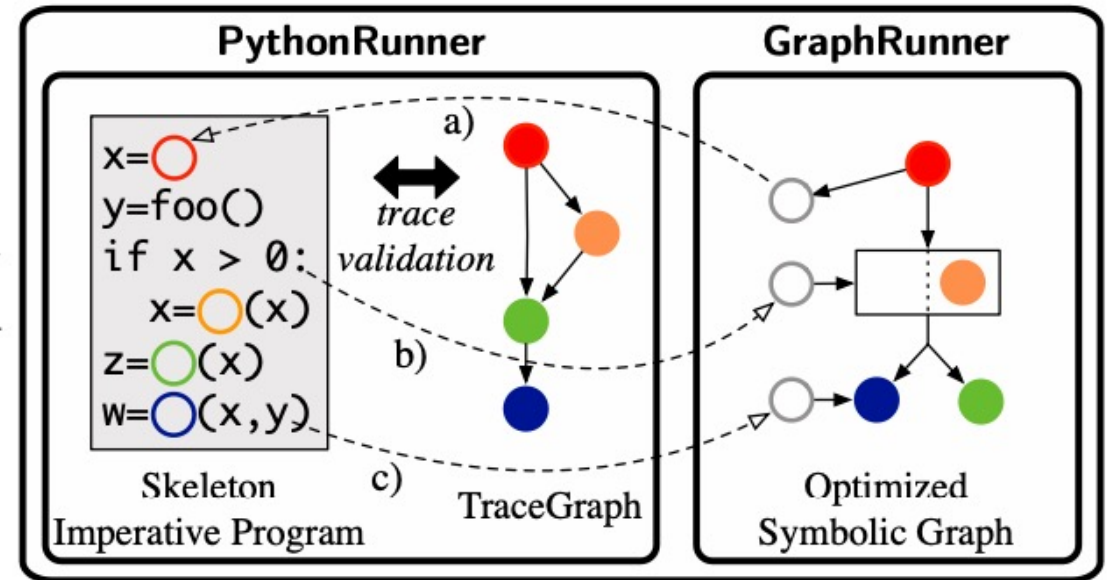 PythonRunner
GraphRunner
a)
x=
y=foo()
if x > 0:
x= (x)
z= (x)
w= (x,y)
trace
validation
b)
c)
Skeleton
Imperative Program
TraceGraph
Optimized
Symbolic Graph